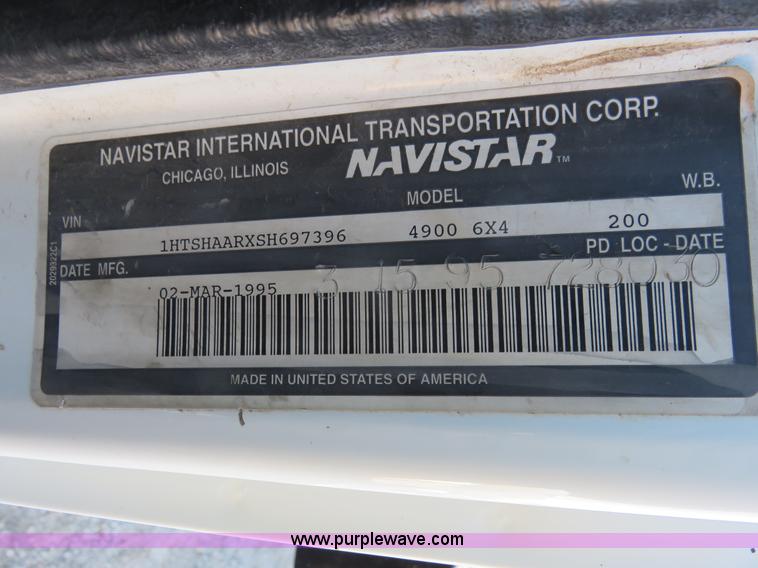 NAVISTAR INTERNATIONAL TRANSPORTATION CORP.
CHICAGO, ILLINOIS NAVISTAR™
VIN MODEL W.B.
1HTSHAARXSH697396 4900 6X4 200
DATE MFG. PD LOC - DATE
02-MAR-1995 3 15 95 728030
2029322C1
MADE IN UNITED STATES OF AMERICA
www.purplewave.com